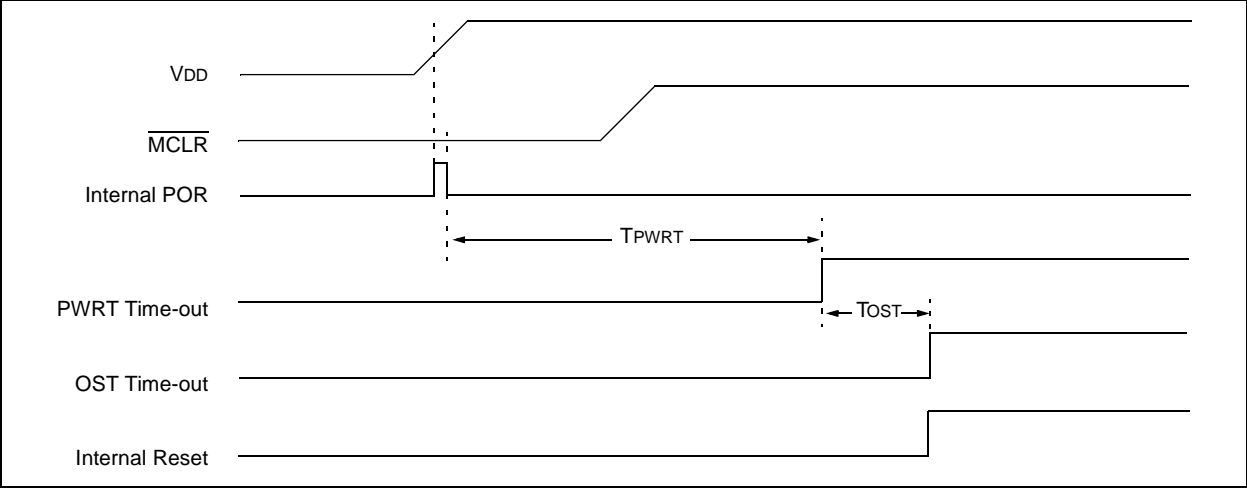 VDD
MCLR
Internal POR
TPWRT
PWRT Time-out
TOST
OST Time-out
Internal Reset